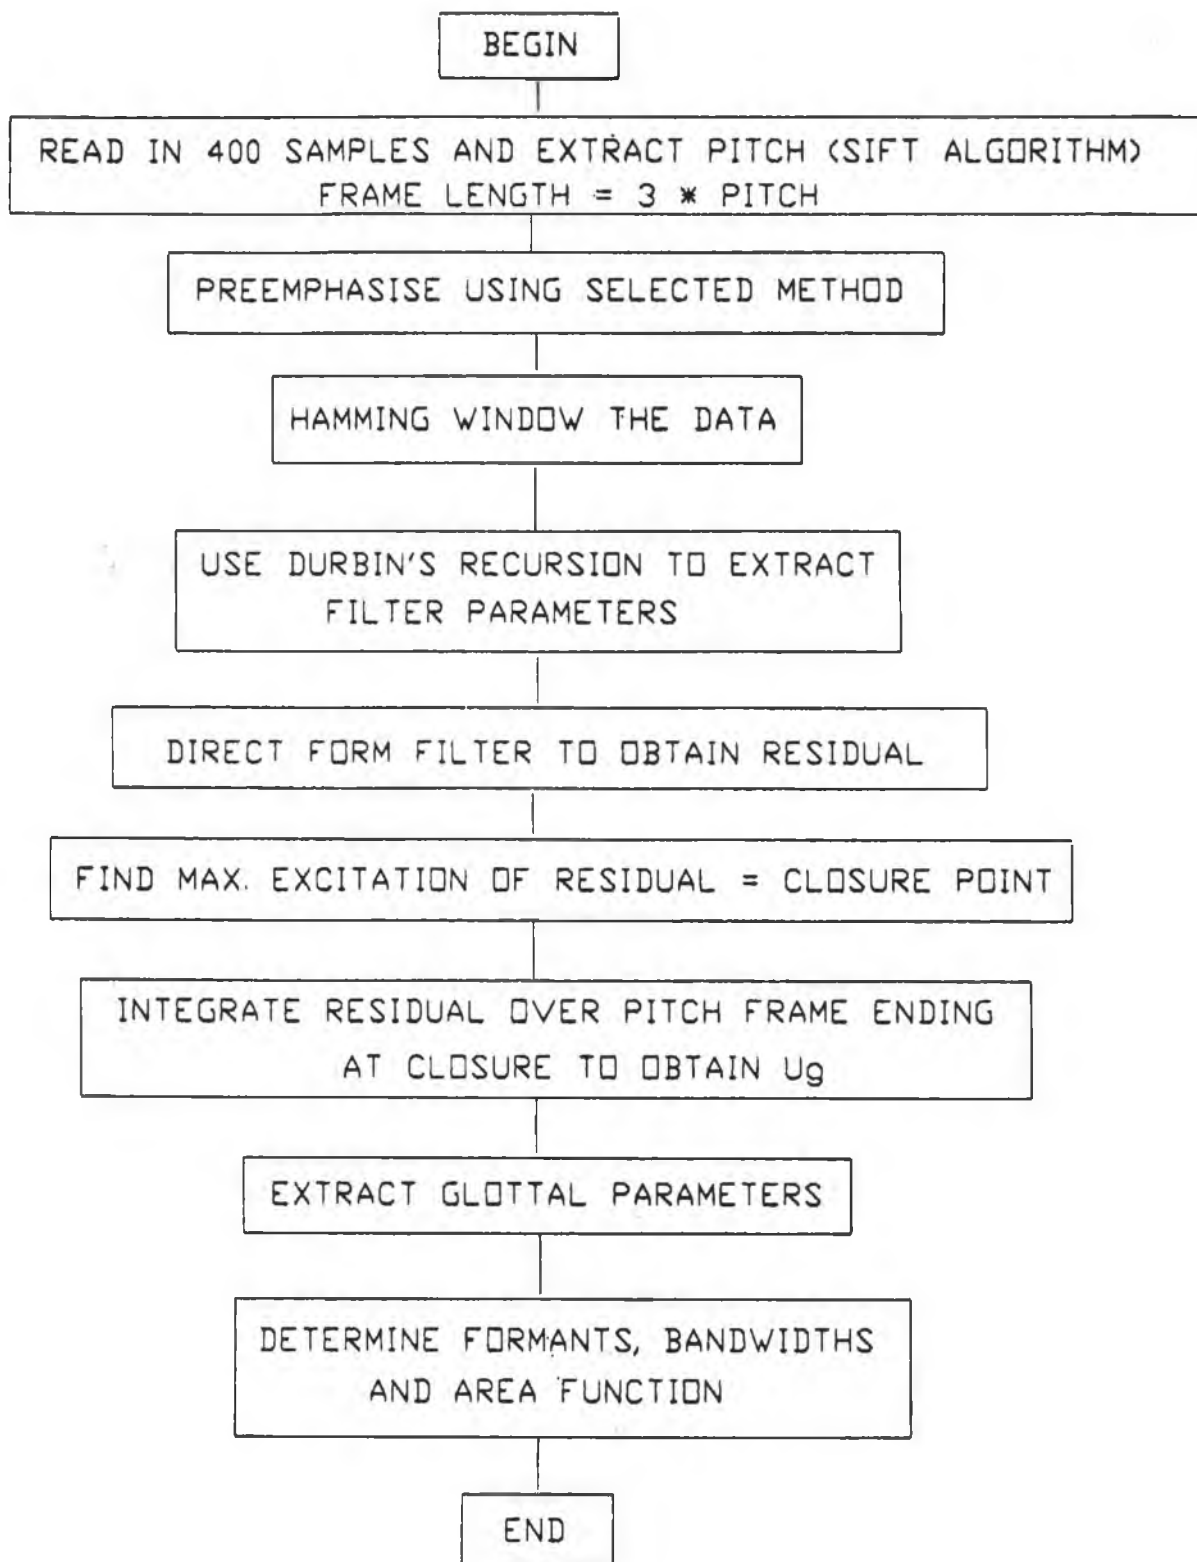 BEGIN
READ IN 400 SAMPLES AND EXTRACT PITCH (SIFT ALGORITHM)
FRAME LENGTH = 3 * PITCH
PREEMPHASISE USING SELECTED METHOD
HAMMING WINDOW THE DATA
USE DURBIN'S RECURSION TO EXTRACT
FILTER PARAMETERS
DIRECT FORM FILTER TO OBTAIN RESIDUAL
FIND MAX. EXCITATION OF RESIDUAL = CLOSURE POINT
INTEGRATE RESIDUAL OVER PITCH FRAME ENDING
AT CLOSURE TO OBTAIN Ug
EXTRACT GLOTTAL PARAMETERS
DETERMINE FORMANTS, BANDWIDTHS
AND AREA FUNCTION
END